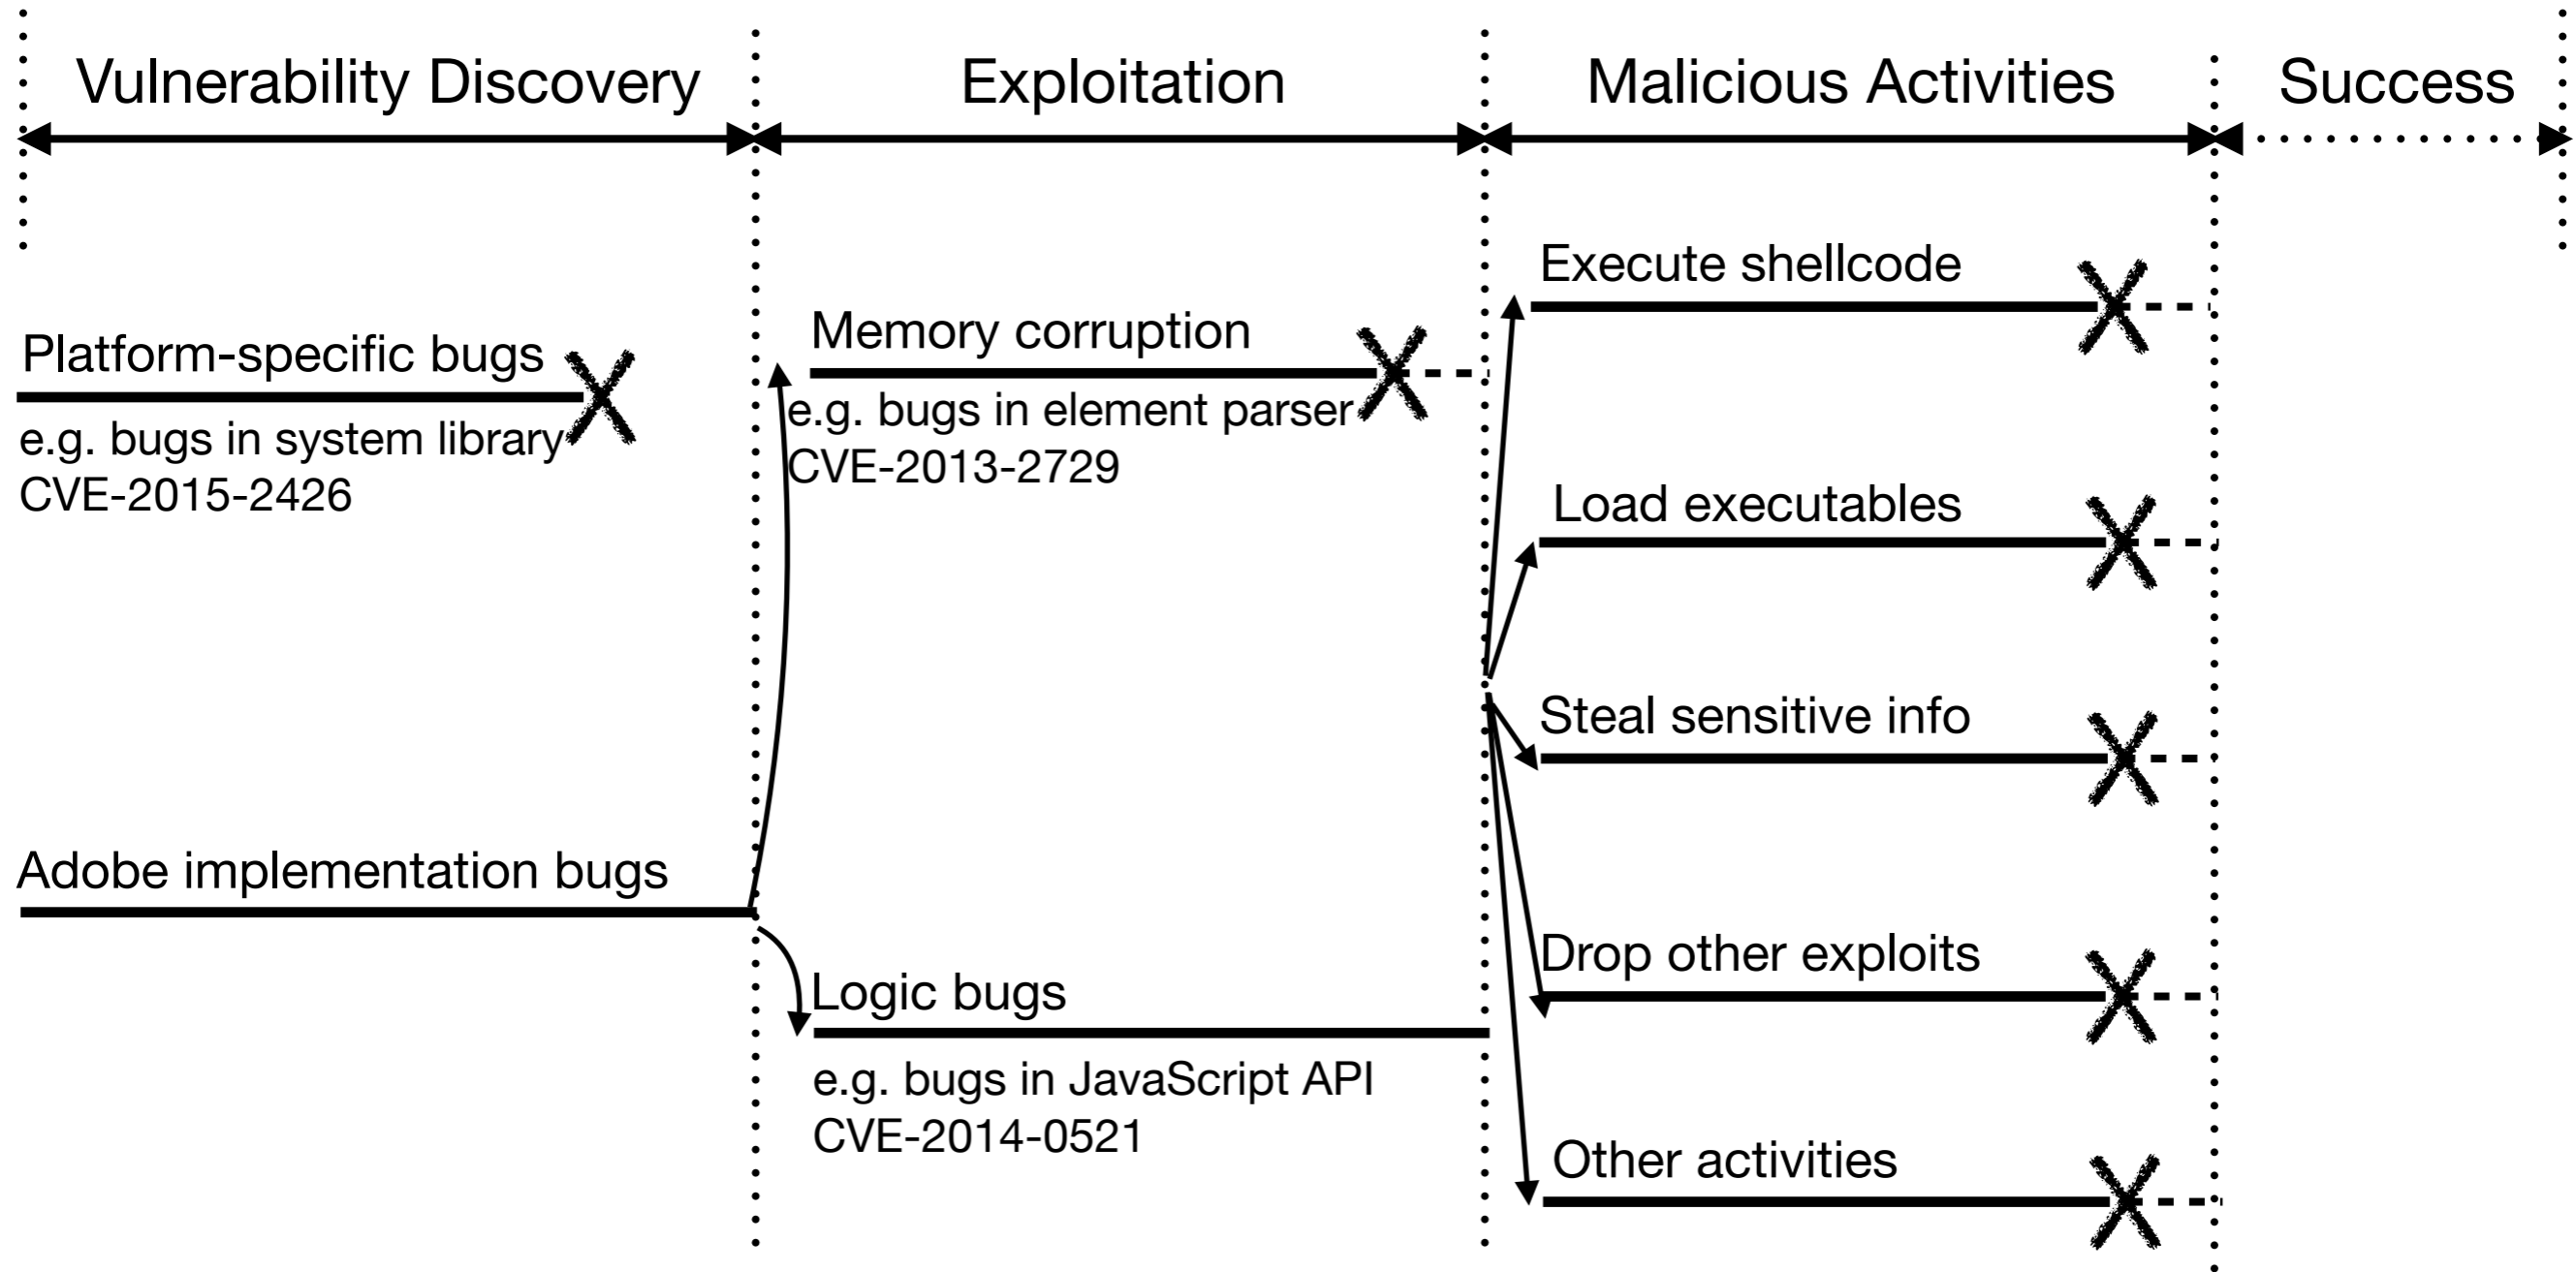 Vulnerability Discovery
Exploitation
Malicious Activities
Success
Platform-specific bugs
e.g. bugs in system library
CVE-2015-2426
Adobe implementation bugs
Memory corruption
e.g. bugs in element parser
CVE-2013-2729
Logic bugs
e.g. bugs in JavaScript API
CVE-2014-0521
Execute shellcode
Load executables
Steal sensitive info
Drop other exploits
Other activities